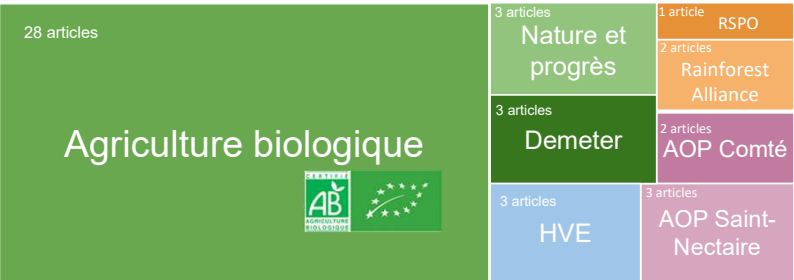 28 articles
Agriculture biologique
CERTIFIÉ
AB
AGRICULTURE
BIOLOGIQUE
3 articles
Nature et
progrès
3 articles
Demeter
3 articles
HVE
1 article
RSPO
2 articles
Rainforest
Alliance
2 articles
AOP Comté
3 articles
AOP Saint-
Nectaire